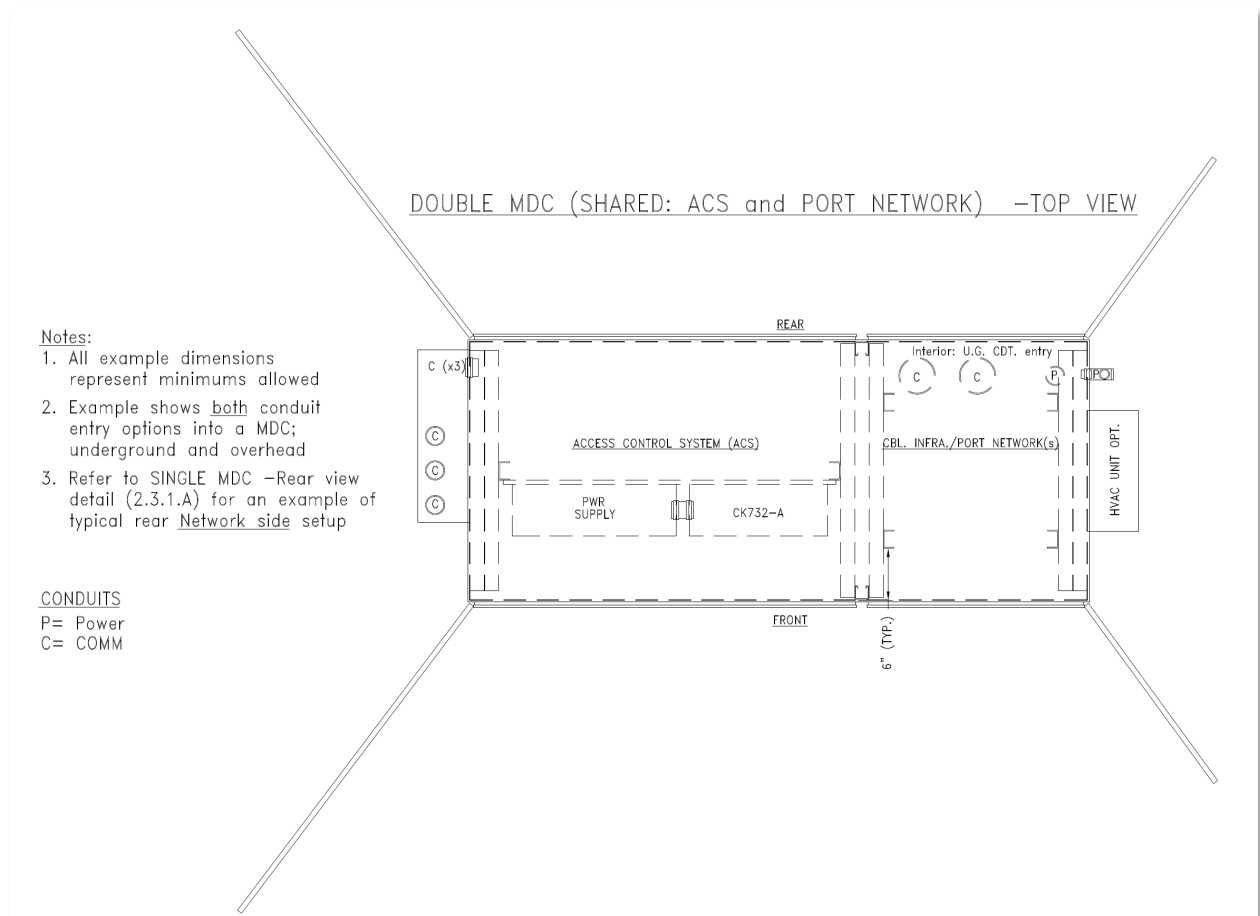 DOUBLE MDC (SHARED: ACS and PORT NETWORK) -TOP VIEW
Notes:
1. All example dimensions
represent minimums allowed
2. Example shows both conduit
entry options into a MDC;
underground and overhead
3. Refer to SINGLE MDC -Rear view
detail (2.3.1.A) for an example of
typical rear Network side setup
CONDUITS
P= Power
C= COMM
REAR
C (x3)
C
C
C
ACCESS CONTROL SYSTEM (ACS)
PWR
SUPPLY
CK732-A
Interior: U.G. CDT. entry
C
C
P
P
CBL. INFRA./PORT NETWORK(s)
HVAC UNIT OPT.
FRONT
6" (TYP.)